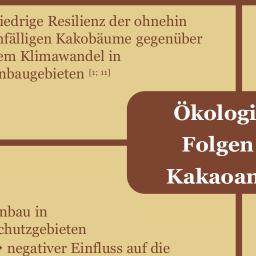 iedrige Resilienz der ohnehin
nfälligen Kakobäume gegenüber
em Klimawandel in
nbaugebieten [1; 11]
Ökologi
Folgen
Kakaoan
nbau in
chutzgebieten
negativer Einfluss auf die